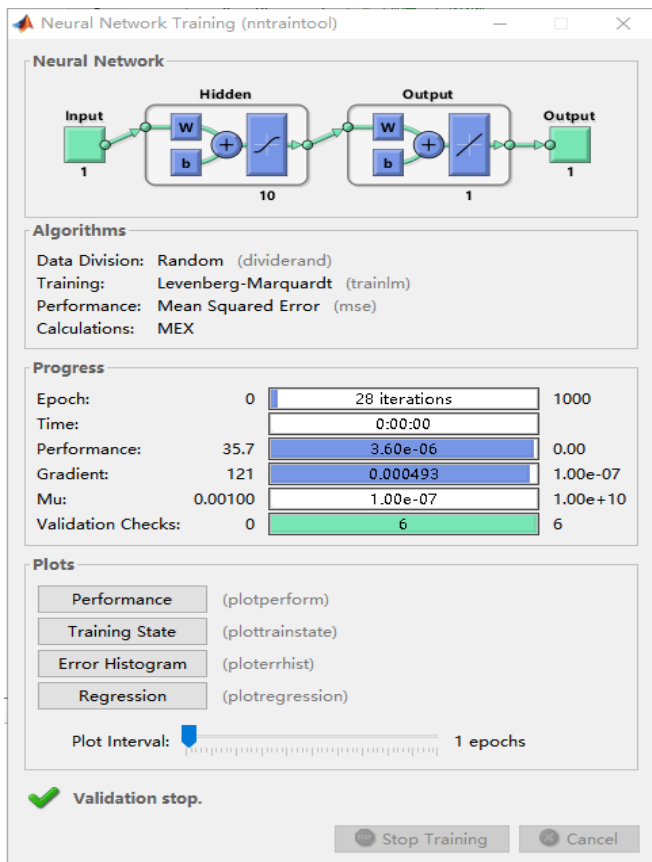 Neural Network Training (nntraintool)
Neural Network
Hidden Output
Input Output
W W
b b
1 10 1 1
Algorithms
Data Division: Random (dividerand)
Training: Levenberg-Marquardt (trainlm)
Performance: Mean Squared Error (mse)
Calculations: MEX
Progress
Epoch: 0 28 iterations 1000
Time: 0:00:00
Performance: 35.7 3.60e-06 0.00
Gradient: 121 0.000493 1.00e-07
Mu: 0.00100 1.00e-07 1.00e+10
Validation Checks: 0 6 6
Plots
Performance (plotperform)
Training State (plottrainstate)
Error Histogram (ploterrhist)
Regression (plotregression)
Plot Interval: 1 epochs
Validation stop.
Stop Training Cancel